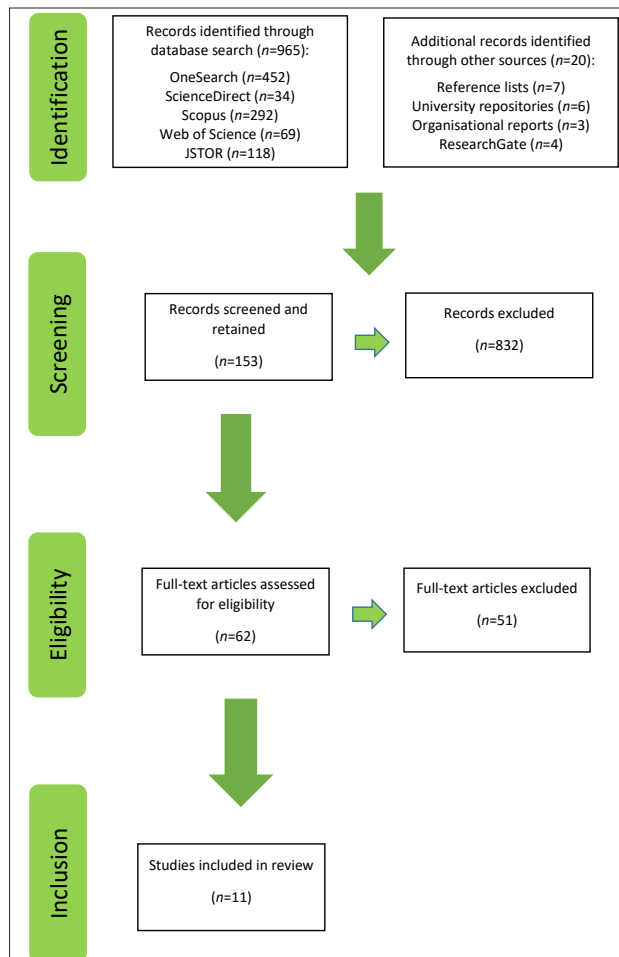 Identification
Records identified through
database search (n=965):
OneSearch (n=452)
ScienceDirect (n=34)
Scopus (n=292)
Web of Science (n=69)
JSTOR (n=118)
Additional records identified
through other sources (n=20):
Reference lists (n=7)
University repositories (n=6)
Organisational reports (n=3)
ResearchGate (n=4)
Screening
Records screened and
retained
(n=153)
Records excluded
(n=832)
Eligibility
Full-text articles assessed
for eligibility
(n=62)
Full-text articles excluded
(n=51)
Inclusion
Studies included in review
(n=11)